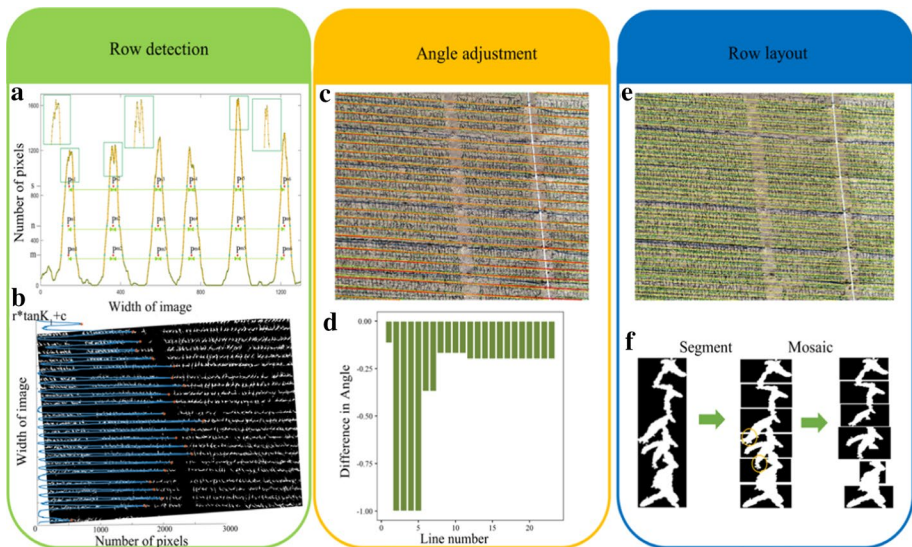 Row detection
Angle adjustment
Row layout
a
1600
1200
800
400
0
Number of pixels
0 400 800 1200
Width of image
b
r*tanK +c
Width of image
0 1000 2000 3000
Number of pixels
c
d
0.00
-0.25
-0.50
-0.75
-1.00
Difference in Angle
0 5 10 15 20
Line number
e
f
Segment
Mosaic